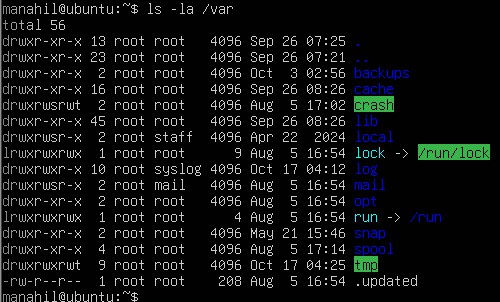 manahil@ubuntu:~$ ls -la /var
total 56
drwxr-xr-x 13 root root   4096 Sep 26 07:25 .
drwxr-xr-x 23 root root   4096 Sep 26 07:21 ..
drwxr-xr-x  2 root root   4096 Oct  3 02:56 backups
drwxr-xr-x 16 root root   4096 Sep 26 08:26 cache
drwxrwsrwt  2 root root   4096 Aug  5 17:02 crash
drwxr-xr-x 45 root root   4096 Sep 26 08:26 lib
drwxrwsr-x  2 root staff  4096 Apr 22  2024 local
lrwxrwxrwx  1 root root      9 Aug  5 16:54 lock -> /run/lock
drwxrwxr-x 10 root syslog 4096 Oct 17 04:12 log
drwxrwsr-x  2 root mail   4096 Aug  5 16:54 mail
drwxr-xr-x  2 root root   4096 Aug  5 16:54 opt
lrwxrwxrwx  1 root root      4 Aug  5 16:54 run -> /run
drwxr-xr-x  2 root root   4096 May 21 15:46 snap
drwxr-xr-x  4 root root   4096 Aug  5 17:14 spool
drwxrwxrwt  9 root root   4096 Oct 17 04:25 tmp
-rw-r--r--  1 root root    208 Aug  5 16:54 .updated
manahil@ubuntu:~$